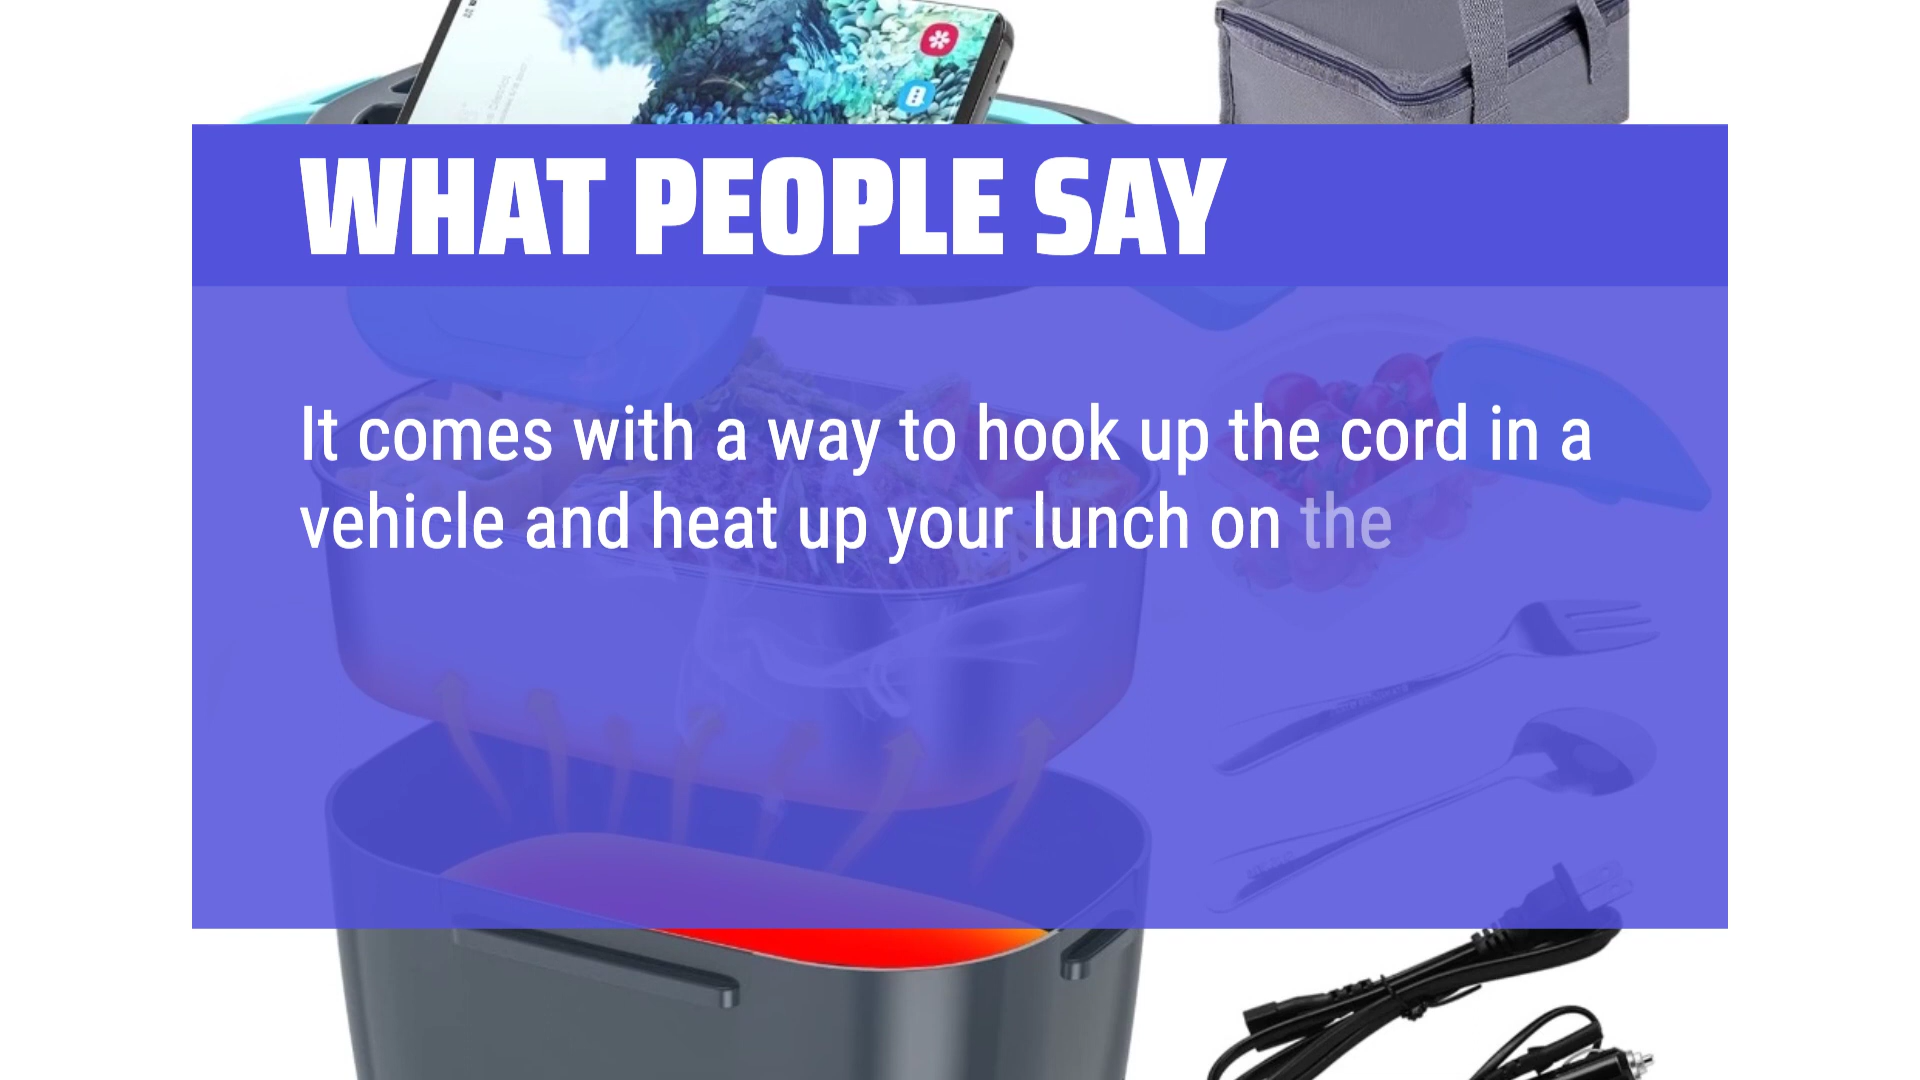 WHAT PEOPLE SAY
It comes with a way to hook up the cord in a
vehicle and heat up your lunch on the